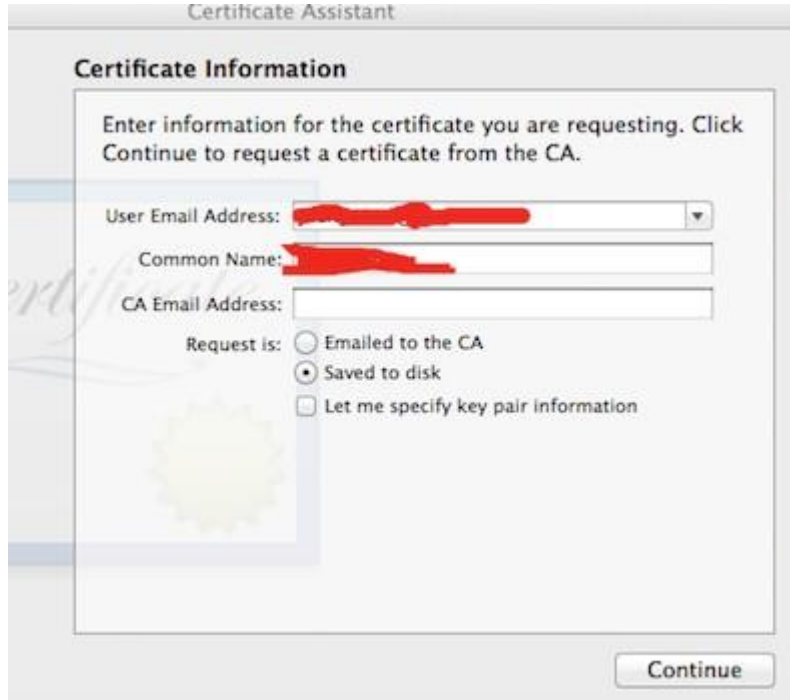 Certificate Assistant
Certificate Information
Enter information for the certificate you are requesting. Click
Continue to request a certificate from the CA.
User Email Address:
Common Name:
CA Email Address:
Request is: Emailed to the CA
Saved to disk
Let me specify key pair information
Continue